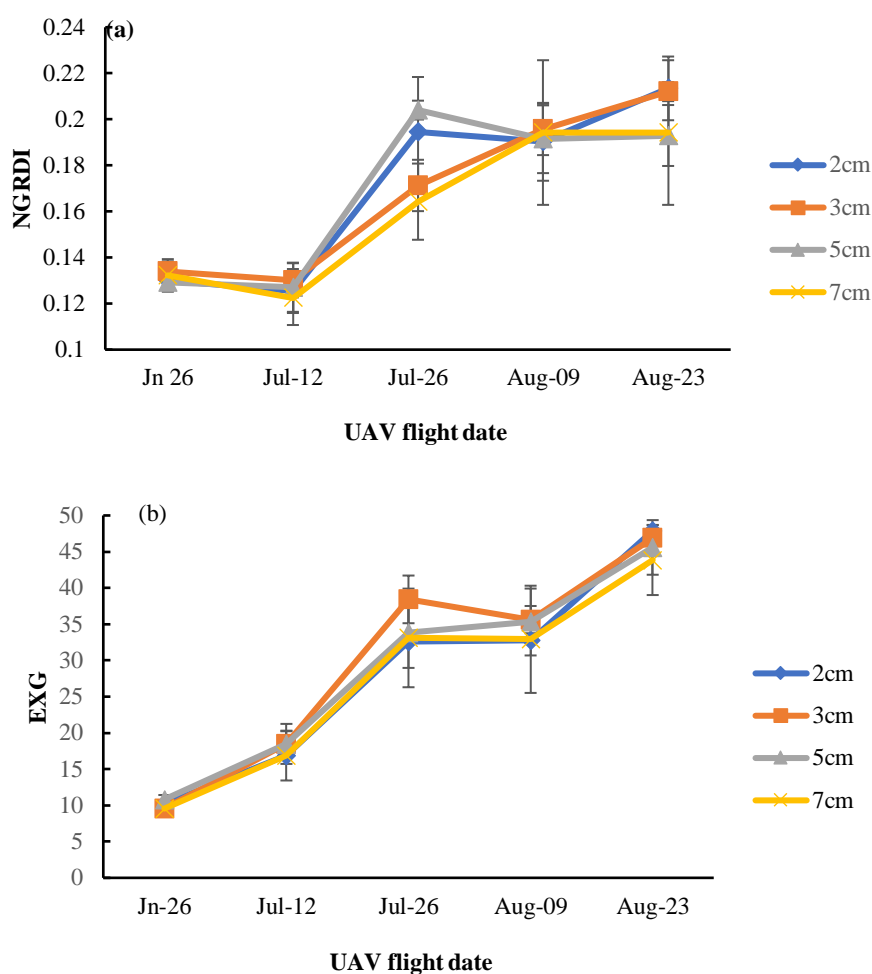 (a)
NGRDI
0.24
0.22
0.2
0.18
0.16
0.14
0.12
0.1
Jn 26 Jul-12 Jul-26 Aug-09 Aug-23
UAV flight date
2cm
3cm
5cm
7cm
(b)
EXG
50
45
40
35
30
25
20
15
10
5
0
Jn-26 Jul-12 Jul-26 Aug-09 Aug-23
UAV flight date
2cm
3cm
5cm
7cm